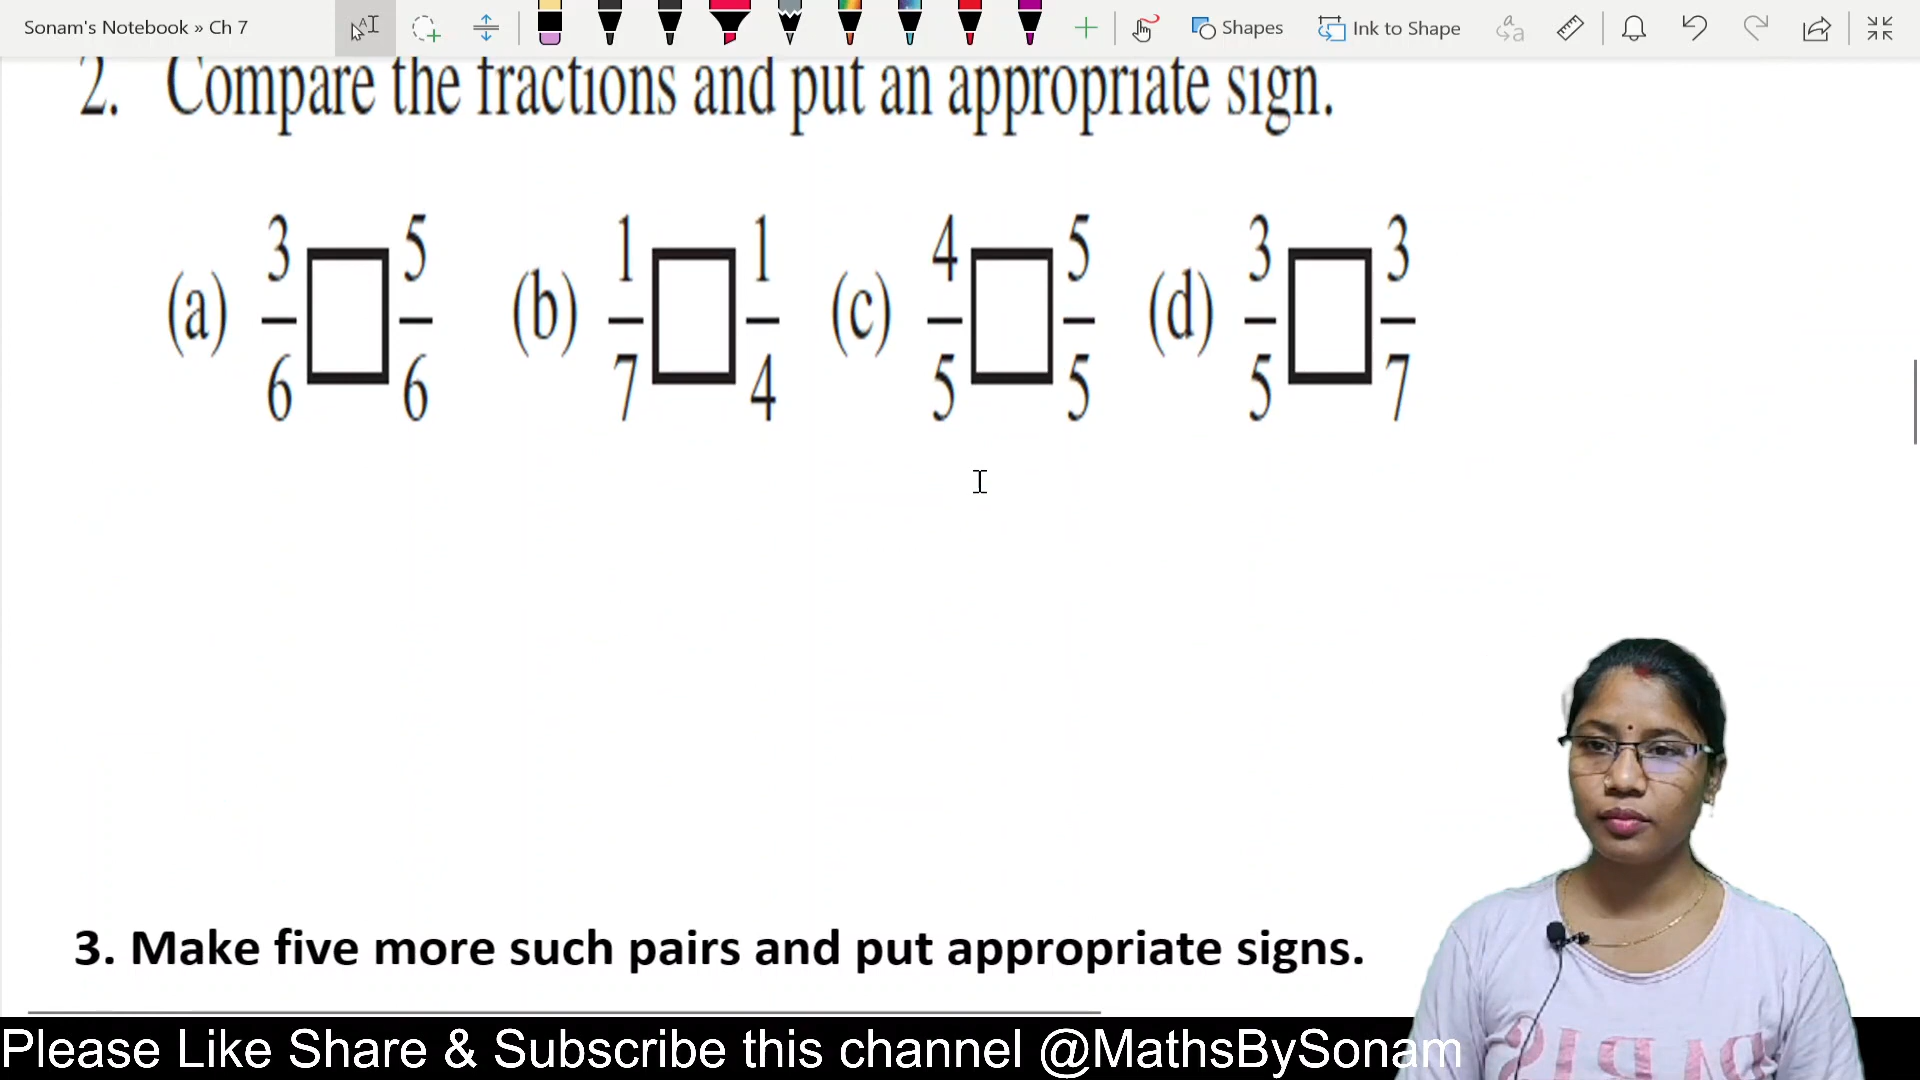 Sonam's Notebook » Ch 7
Shapes
Ink to Shape
2. Compare the fractions and put an appropriate sign.
(a) 3/6 □ 5/6 (b) 1/7 □ 1/4 (c) 4/5 □ 5/5 (d) 3/5 □ 3/7
3. Make five more such pairs and put appropriate signs.
Please Like Share & Subscribe this channel @MathsBySonam